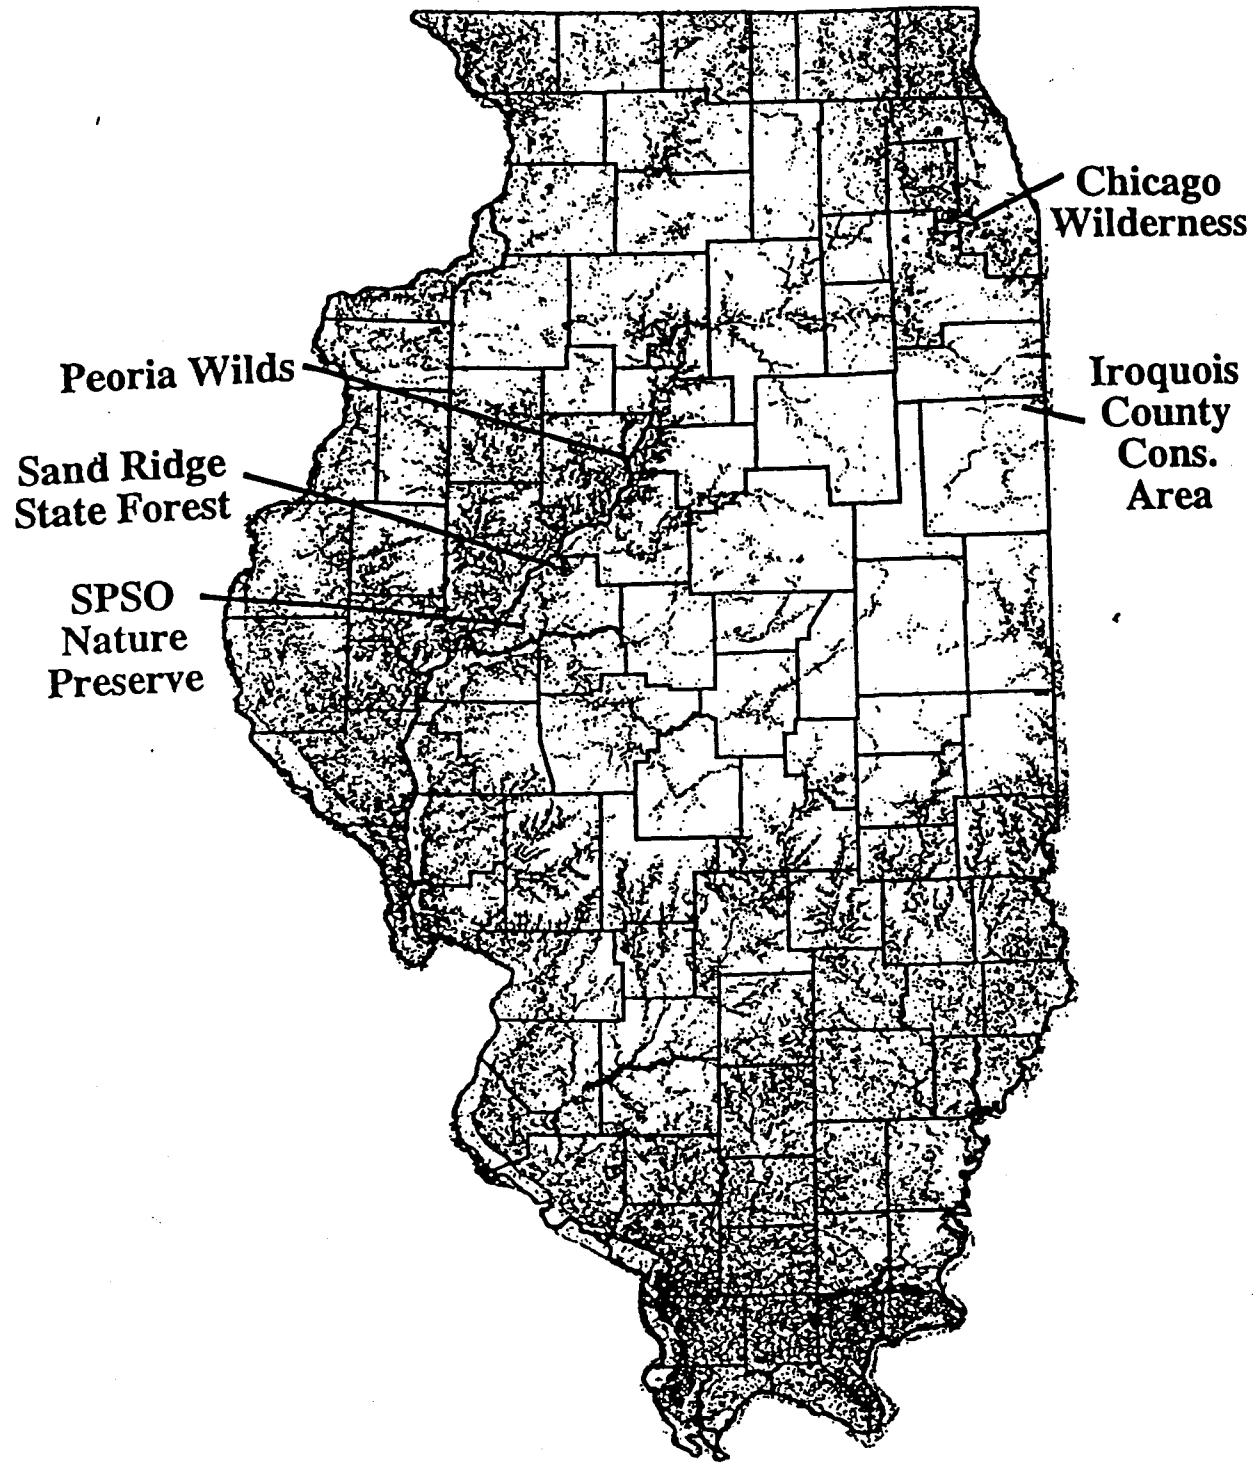 Chicago
Wilderness
Peoria Wilds
Iroquois
County
Cons.
Area
Sand Ridge
State Forest
SPSO
Nature
Preserve